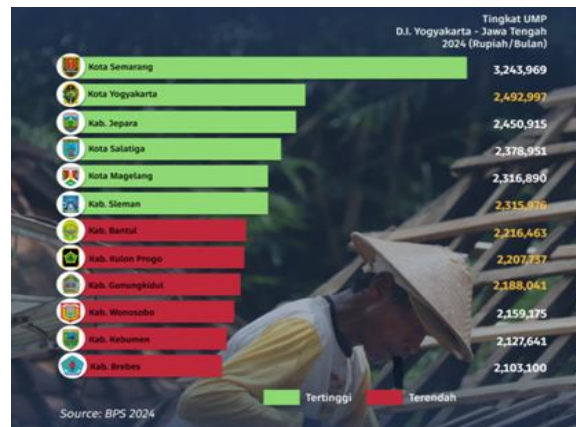 Tingkat UMP
D.I. Yogyakarta - Jawa Tengah
2024 (Rupiah/Bulan)
Kota Semarang 3,243,969
Kota Yogyakarta 2,492,997
Kab. Jepara 2,450,915
Kota Salatiga 2,378,951
Kota Magelang 2,316,890
Kab. Sleman 2,315,976
Kab. Bantul 2,216,463
Kab. Kulon Progo 2,207,737
Kab. Gunungkidul 2,188,041
Kab. Wonosobo 2,159,175
Kab. Kebumen 2,127,641
Kab. Brebes 2,103,100
Tertinggi Terendah
Source: BPS 2024